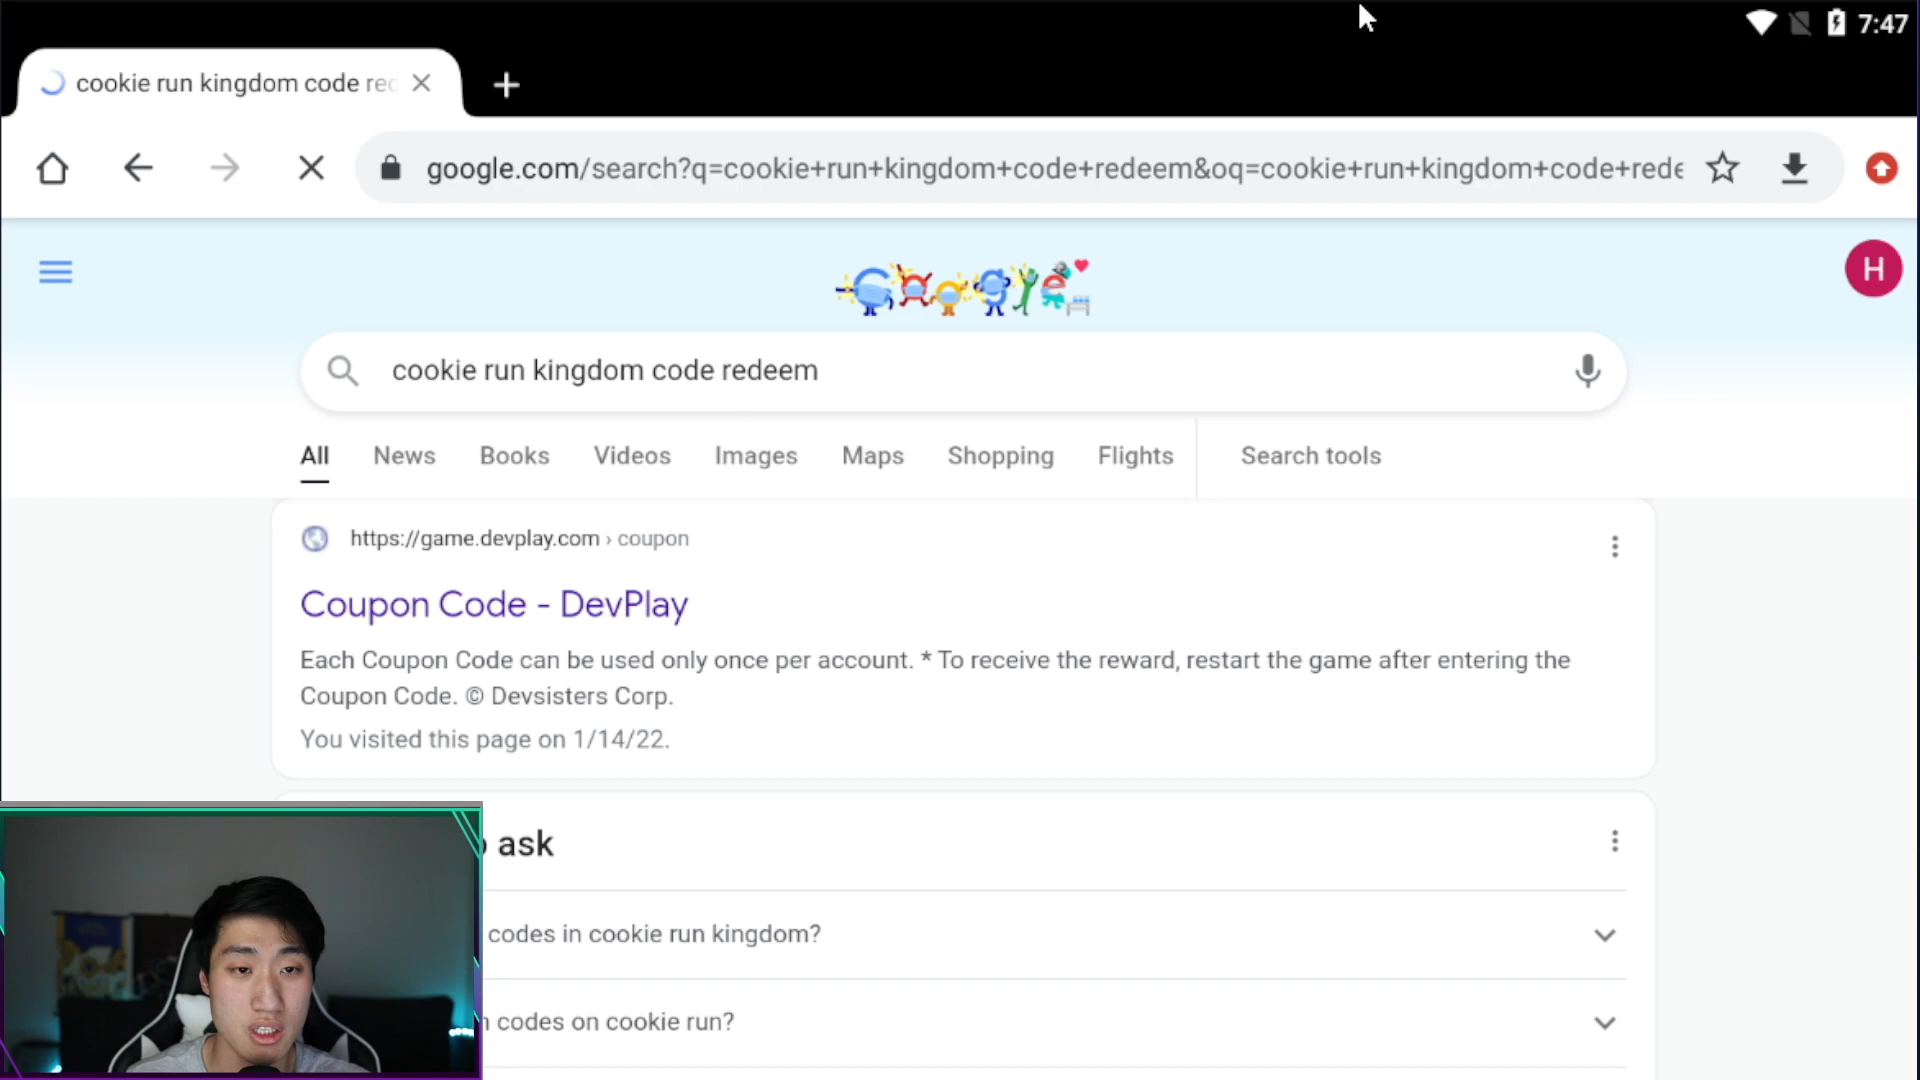 7:47
cookie run kingdom code rec
google.com/search?q=cookie+run+kingdom+code+redeem&oq=cookie+run+kingdom+code+rede
Google
H
cookie run kingdom code redeem
All News Books Videos Images Maps Shopping Flights Search tools
https://game.devplay.com › coupon
Coupon Code - DevPlay
Each Coupon Code can be used only once per account. * To receive the reward, restart the game after entering the
Coupon Code. © Devsisters Corp.
You visited this page on 1/14/22.
ask
codes in cookie run kingdom?
codes on cookie run?